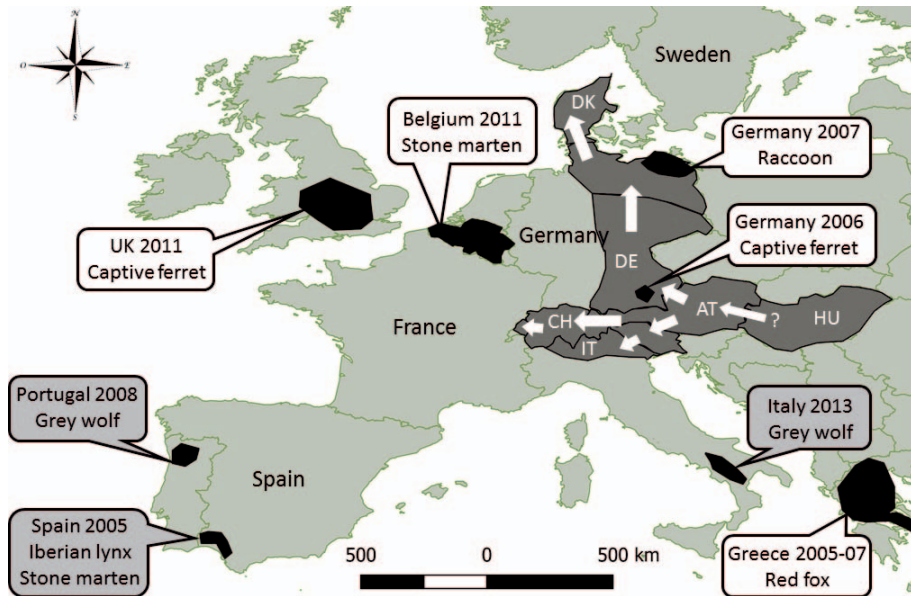 N
O
E
S
Sweden
DK
Belgium 2011
Stone marten
Germany 2007
Raccoon
UK 2011
Captive ferret
Germany
Germany 2006
Captive ferret
DE
AT
?
HU
CH
IT
France
Portugal 2008
Grey wolf
Italy 2013
Grey wolf
Spain
Spain 2005
Iberian lynx
Stone marten
500
0
500 km
Greece 2005-07
Red fox